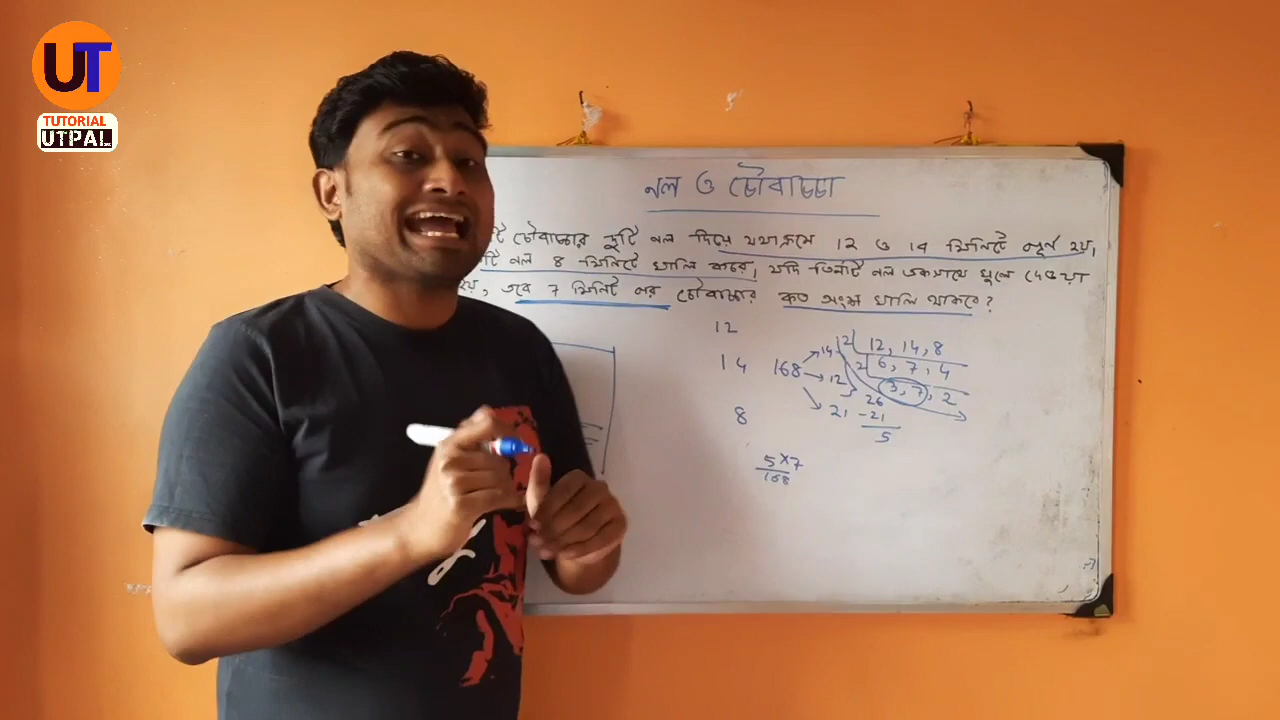 UT
TUTORIAL
UTPAL
নল ও চৌবাচ্চা
টি চৌবাচ্চার দুটি নল দিয়ে যথাক্রমে 12 ও 14 মিনিটে পূর্ণ হয়,
টি নল 8 মিনিটে খালি করে, যদি তিনটি নল একসাথে খুলে দেওয়া
হয়, তবে 7 মিনিট পর চৌবাচ্চার কত অংশ খালি থাকবে?
12
14
8
168
14
12
21
2 12, 14, 8
2 6, 7, 4
3, 7, 2
26
-21
5
5×7
168